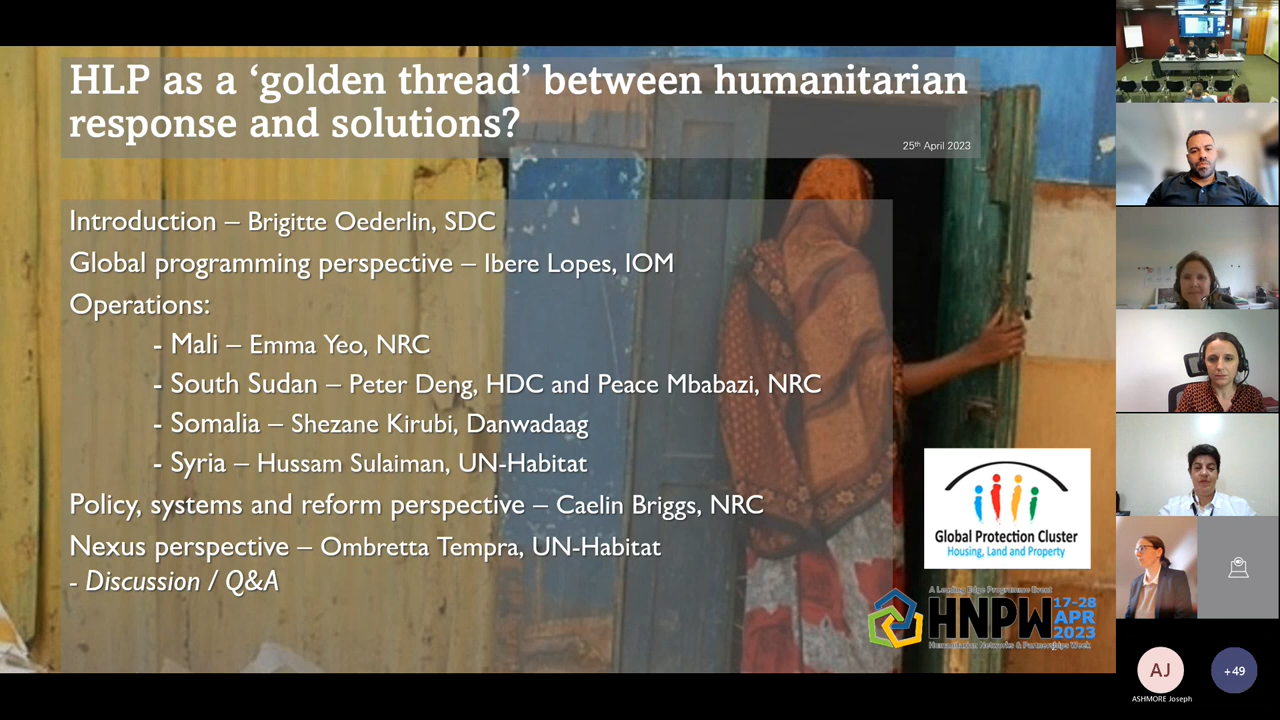 HLP as a ‘golden thread’ between humanitarian
response and solutions?
25th April 2023
Introduction – Brigitte Oederlin, SDC
Global programming perspective – Ibere Lopes, IOM
Operations:
- Mali – Emma Yeo, NRC
- South Sudan – Peter Deng, HDC and Peace Mbabazi, NRC
- Somalia – Shezane Kirubi, Danwadaag
- Syria – Hussam Sulaiman, UN-Habitat
Policy, systems and reform perspective – Caelin Briggs, NRC
Nexus perspective – Ombretta Tempra, UN-Habitat
- Discussion / Q&A
Global Protection Cluster
Housing, Land and Property
A Leading Edge Programme Event
HNPW
17-28
APR
2023
Humanitarian Networks & Partnerships Week
AJ
+49
ASHMORE Joseph